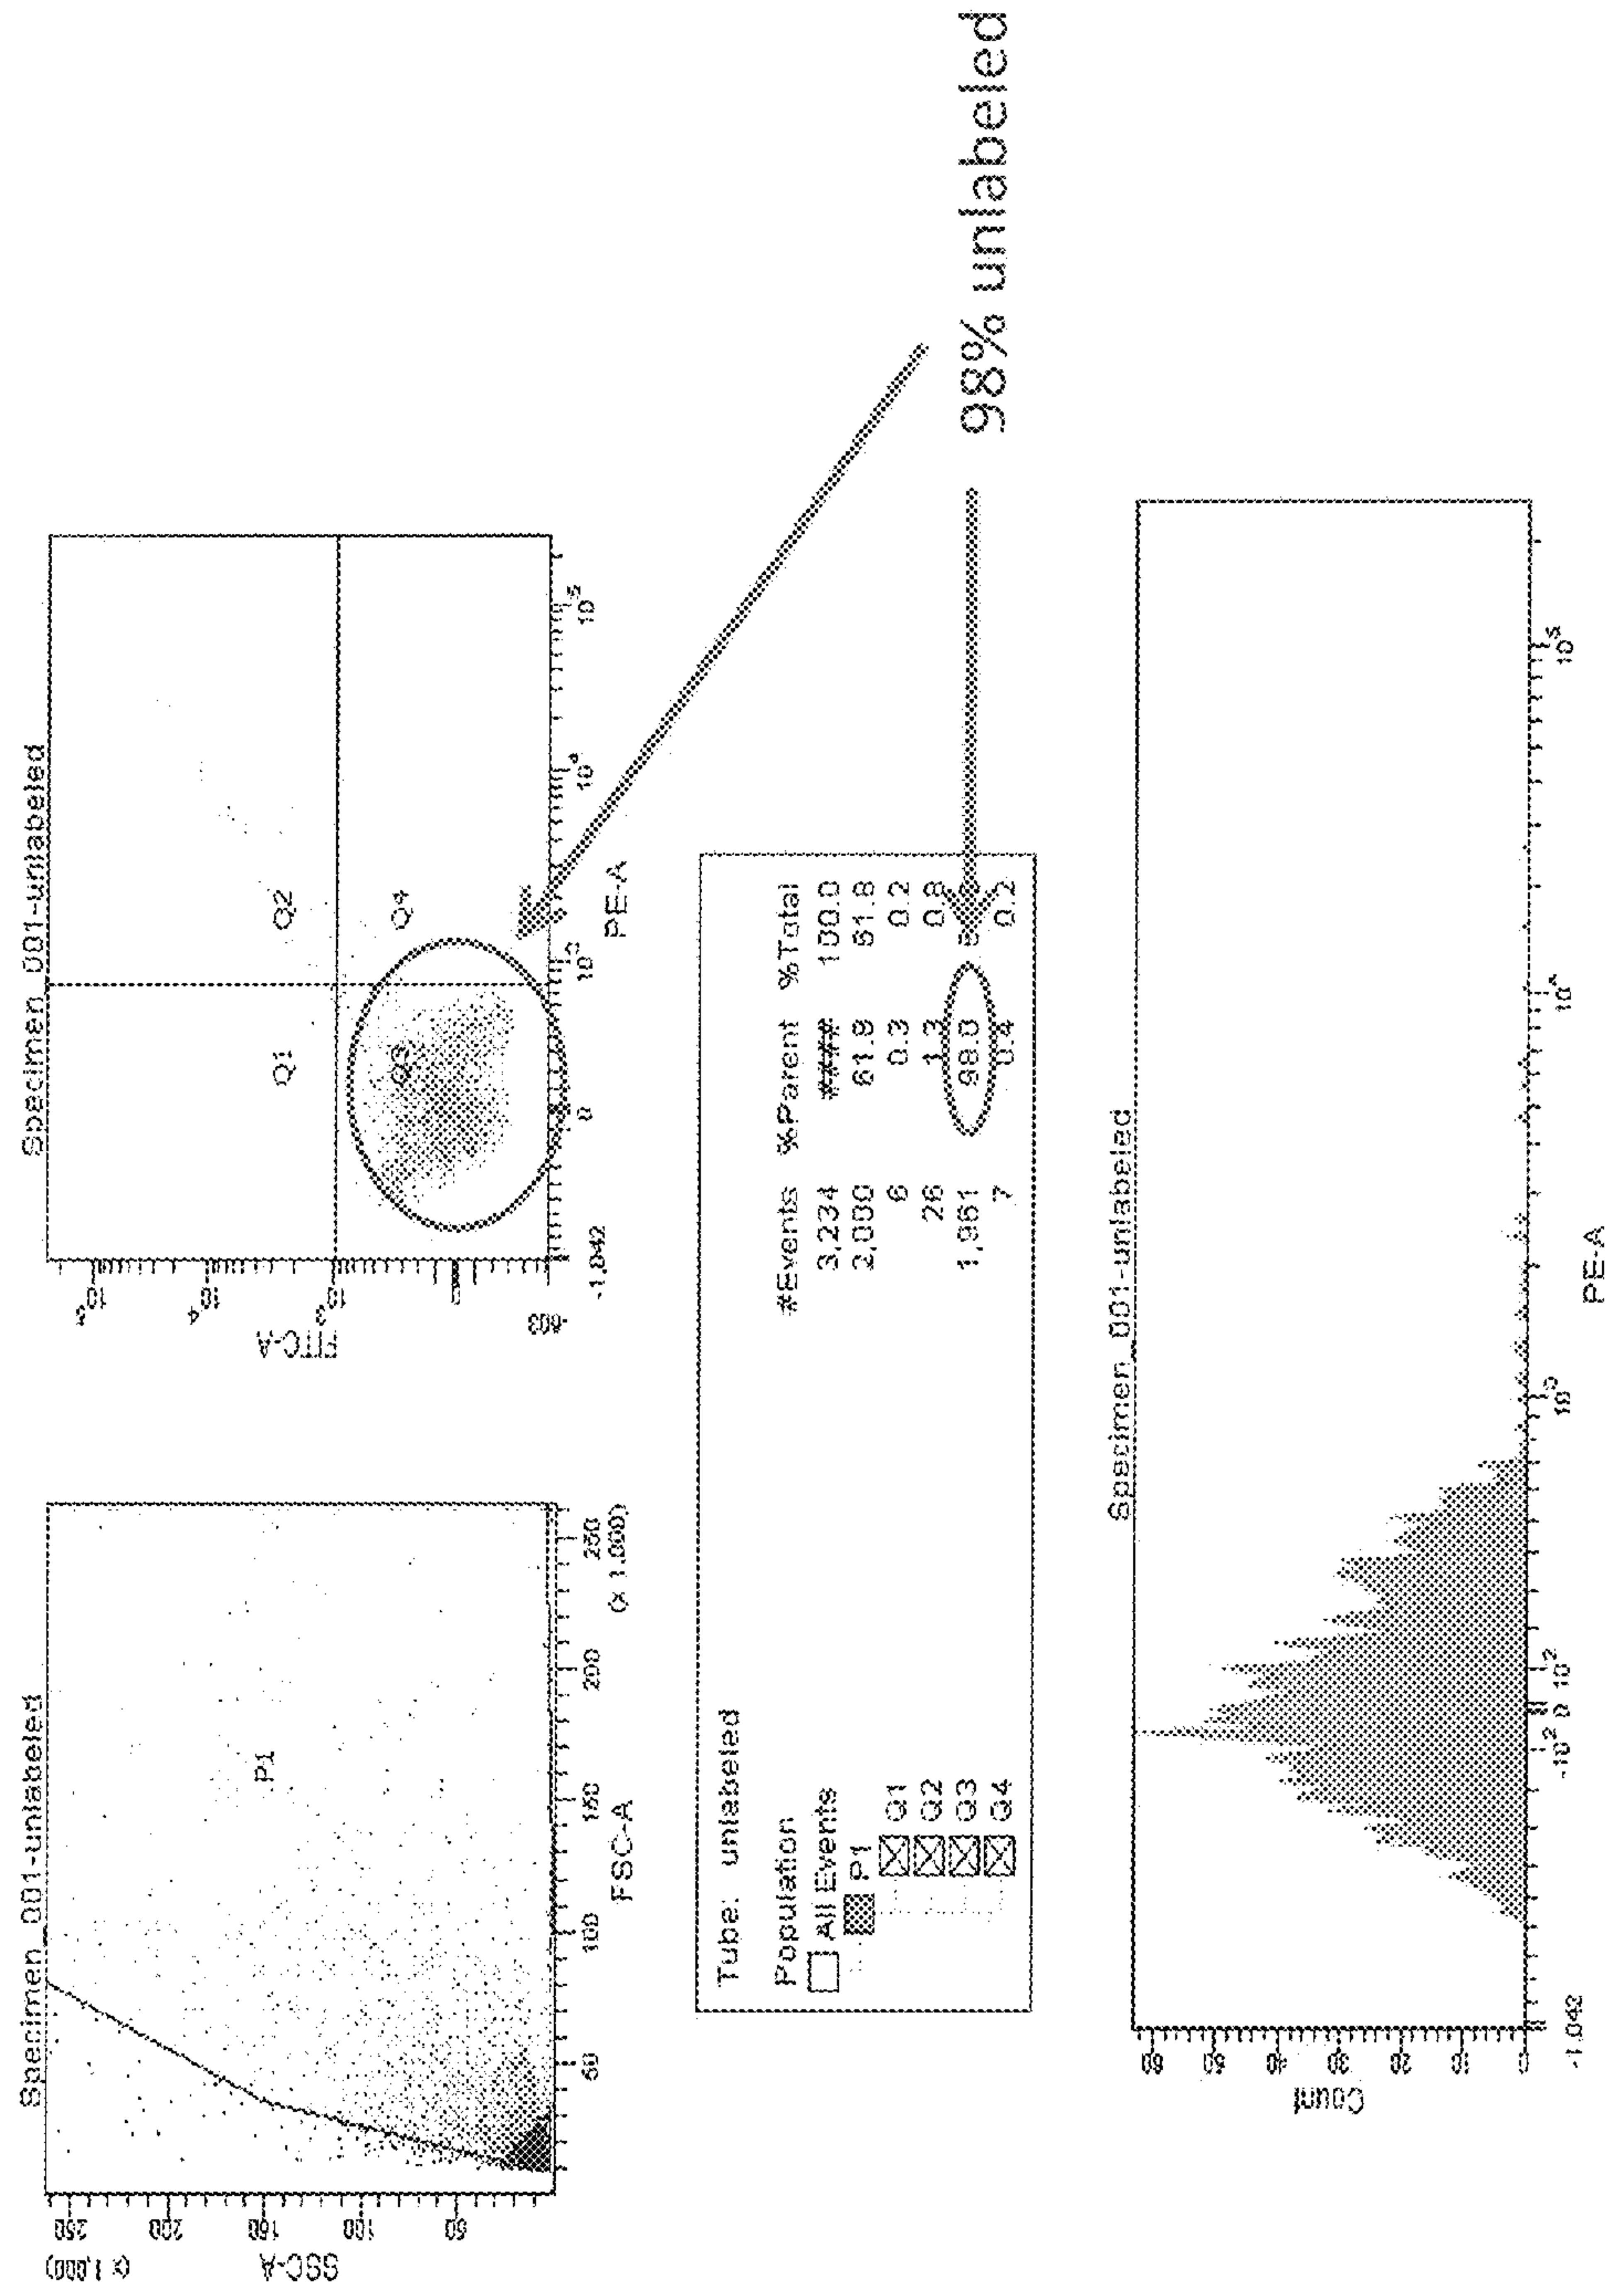 Specimen_001-unlabeled
(x 1,000)
SSC-A
250
200
150
100
50
P1
50 100 150 200 250
(x 1,000)
FSC-A
Specimen_001-unlabeled
FITC-A
10^5
10^4
10^3
0
-803
Q1 Q2
Q3 Q4
-1,042 0 10^3 10^4 10^5
PE-A
Tube: unlabeled
Population #Events %Parent %Total
All Events 3,234 #### 100.0
P1 2,000 61.8 61.8
Q1 6 0.3 0.2
Q2 26 1.3 0.8
Q3 1,961 98.0
Q4 7 0.4 0.2
98% unlabeled
Specimen_001-unlabeled
Count
60
50
40
30
20
10
0
-1,042 -10^2 0 10^2 10^3 10^4 10^5
PE-A